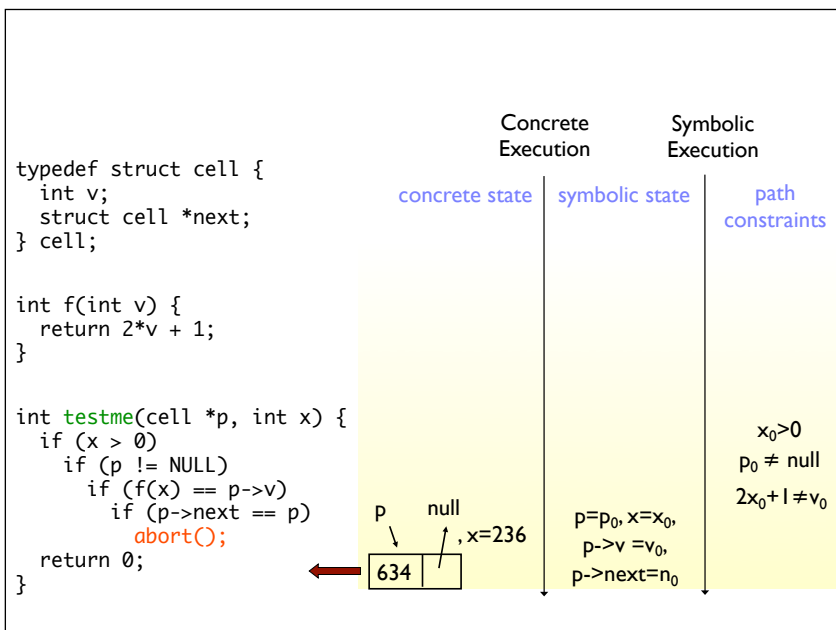 Concrete
Execution
Symbolic
Execution
concrete state
symbolic state
path
constraints
typedef struct cell {
int v;
struct cell *next;
} cell;
int f(int v) {
return 2*v + 1;
}
int testme(cell *p, int x) {
if (x > 0)
if (p != NULL)
if (f(x) == p->v)
if (p->next == p)
abort();
return 0;
}
p
null
, x=236
634
p=p₀, x=x₀,
p->v =v₀,
p->next=n₀
x₀>0
p₀ ≠ null
2x₀+1≠v₀